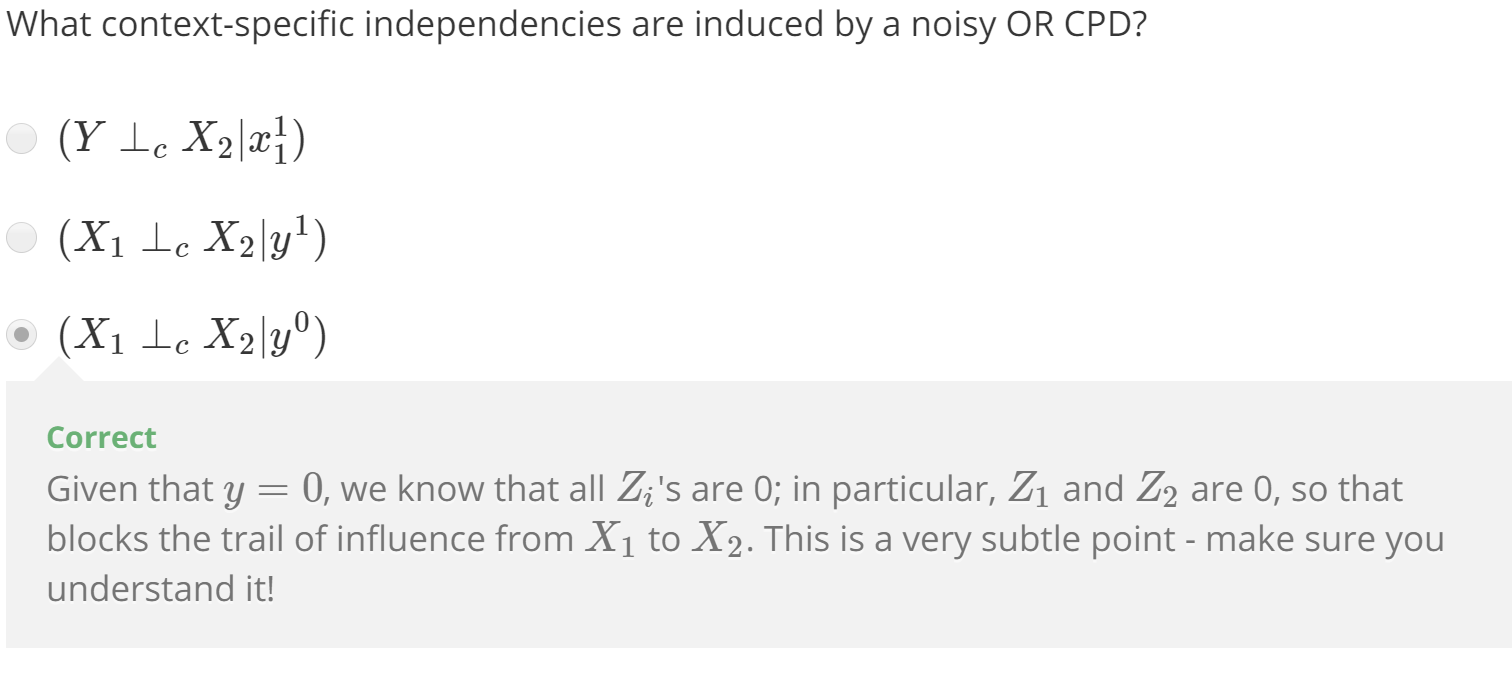 What context-specific independencies are induced by a noisy OR CPD?
(Y ⊥_c X_2|x_1^1)
(X_1 ⊥_c X_2|y^1)
(X_1 ⊥_c X_2|y^0)
Correct
Given that y = 0, we know that all Z_i's are 0; in particular, Z_1 and Z_2 are 0, so that
blocks the trail of influence from X_1 to X_2. This is a very subtle point - make sure you
understand it!